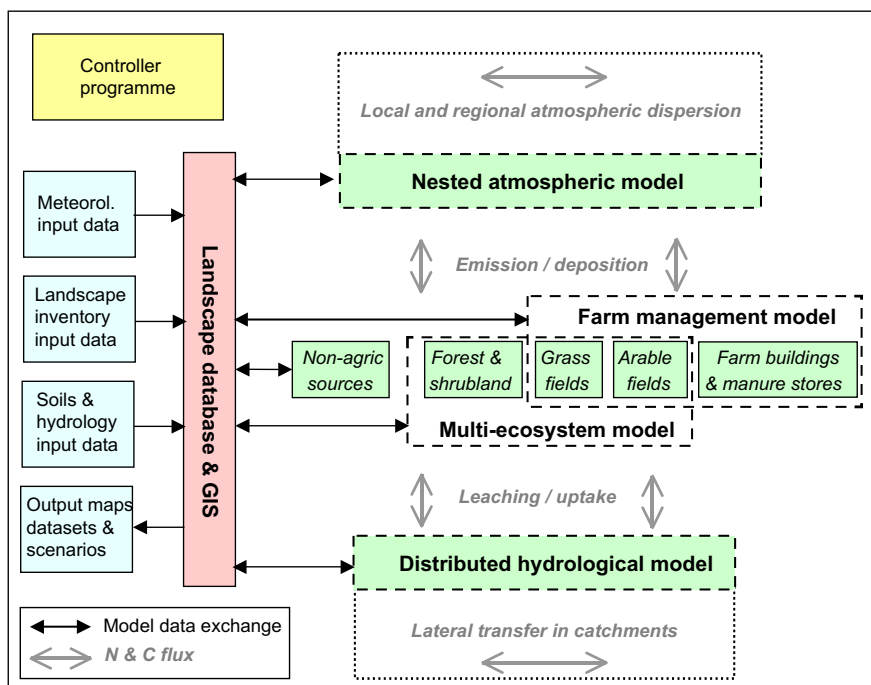 Controller
programme
Local and regional atmospheric dispersion
Nested atmospheric model
Meteorol.
input data
Landscape
inventory
input data
Soils &
hydrology
input data
Output maps
datasets &
scenarios
Landscape database & GIS
Emission / deposition
Farm management model
Non-agric
sources
Forest &
shrubland
Grass
fields
Arable
fields
Farm buildings
& manure stores
Multi-ecosystem model
Leaching / uptake
Distributed hydrological model
Lateral transfer in catchments
Model data exchange
N & C flux